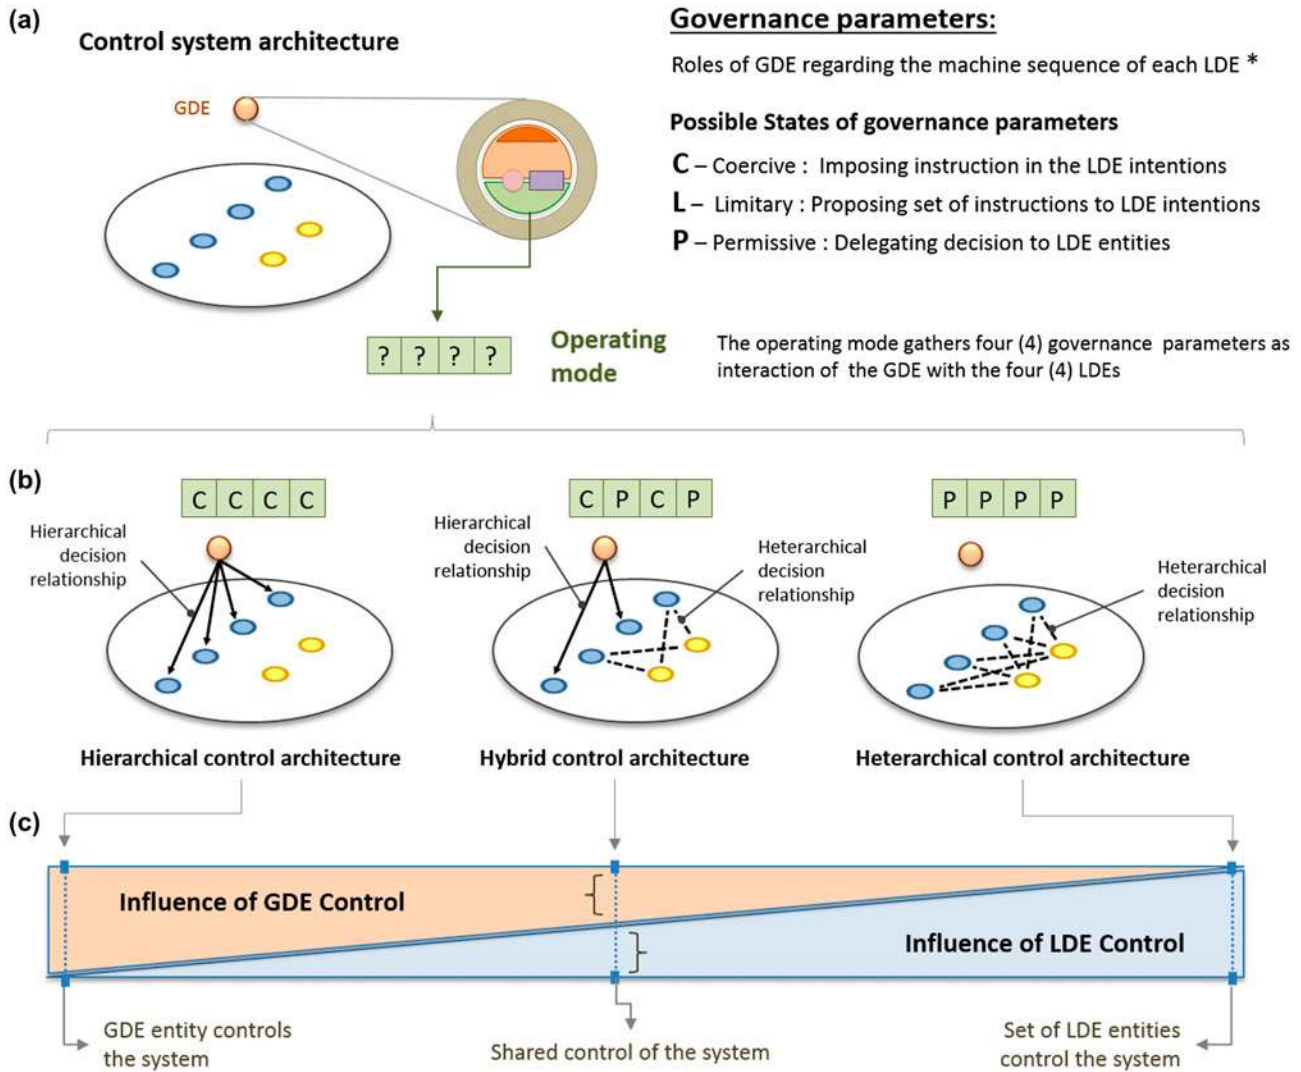 (a)
Control system architecture
GDE
? ? ? ?
Operating
mode
Governance parameters:
Roles of GDE regarding the machine sequence of each LDE *
Possible States of governance parameters
C – Coercive : Imposing instruction in the LDE intentions
L – Limitary : Proposing set of instructions to LDE intentions
P – Permissive : Delegating decision to LDE entities
The operating mode gathers four (4) governance parameters as
interaction of the GDE with the four (4) LDEs
(b)
C C C C
Hierarchical
decision
relationship
Hierarchical control architecture
C P C P
Hierarchical
decision
relationship
Heterarchical
decision
relationship
Hybrid control architecture
P P P P
Heterarchical
decision
relationship
Heterarchical control architecture
(c)
Influence of GDE Control
Influence of LDE Control
GDE entity controls
the system
Shared control of the system
Set of LDE entities
control the system